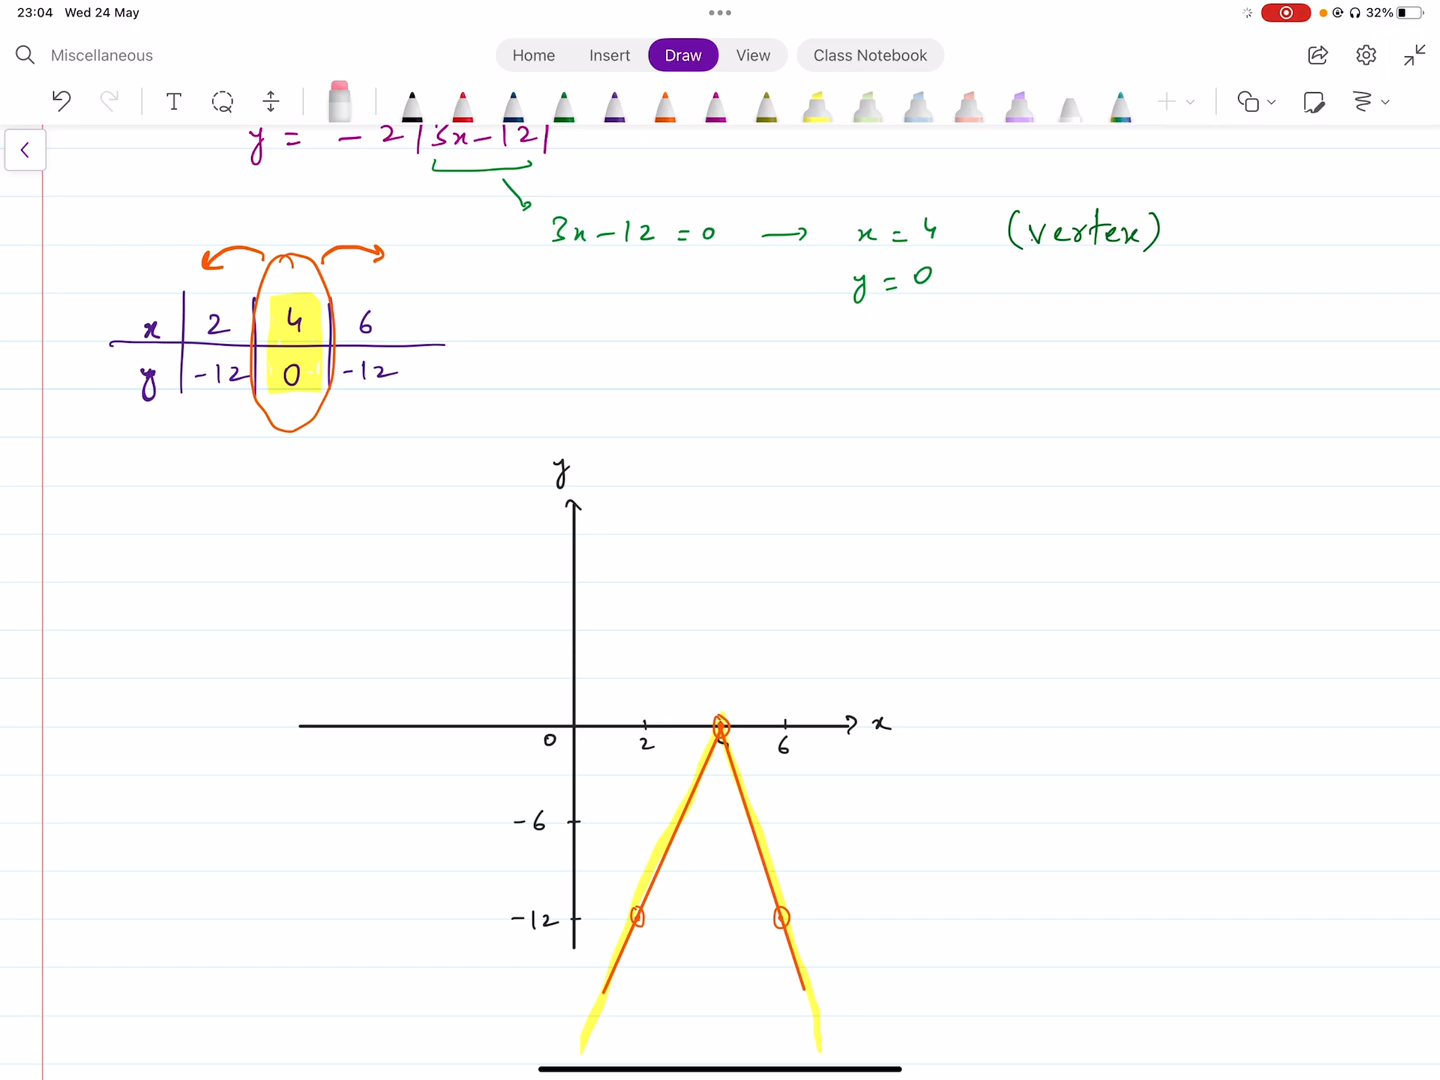 23:04 Wed 24 May
32%
Miscellaneous
Home Insert Draw View Class Notebook
T
y = - 2 |3x - 12|
3x - 12 = 0 → x = 4 (vertex)
y = 0
x 2 4 6
y -12 0 -12
y
x
0 2 6
-6
-12